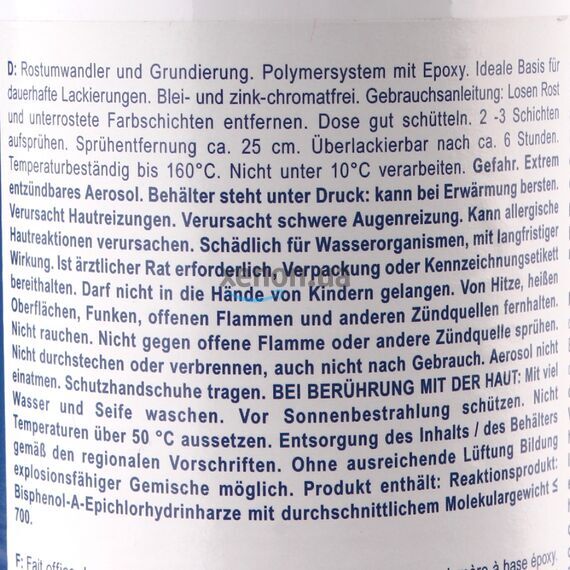 D: Rostumwandler und Grundierung. Polymersystem mit Epoxy. Ideale Basis für
dauerhafte Lackierungen. Blei- und zink-chromatfrei. Gebrauchsanleitung: Losen Rost
und unterrostete Farbschichten entfernen. Dose gut schütteln. 2 -3 Schichten
aufsprühen. Sprühentfernung ca. 25 cm. Überlackierbar nach ca. 6 Stunden.
Temperaturbeständig bis 160°C. Nicht unter 10°C verarbeiten. Gefahr. Extrem
entzündbares Aerosol. Behälter steht unter Druck: kann bei Erwärmung bersten.
Verursacht Hautreizungen. Verursacht schwere Augenreizung. Kann allergische
Hautreaktionen verursachen. Schädlich für Wasserorganismen, mit langfristiger
Wirkung. Ist ärztlicher Rat erforderlich, Verpackung oder Kennzeichnungsetikett
xenon.ua
bereithalten. Darf nicht in die Hände von Kindern gelangen. Von Hitze, heißen
Oberflächen, Funken, offenen Flammen und anderen Zündquellen fernhalten.
Nicht rauchen. Nicht gegen offene Flamme oder andere Zündquelle sprühen.
Nicht durchstechen oder verbrennen, auch nicht nach Gebrauch. Aerosol nicht
einatmen. Schutzhandschuhe tragen. BEI BERÜHRUNG MIT DER HAUT: Mit viel
Wasser und Seife waschen. Vor Sonnenbestrahlung schützen. Nicht
Temperaturen über 50 °C aussetzen. Entsorgung des Inhalts / des Behälters
gemäß den regionalen Vorschriften. Ohne ausreichende Lüftung Bildung
explosionsfähiger Gemische möglich. Produkt enthält: Reaktionsprodukt:
Bisphenol-A-Epichlorhydrinharze mit durchschnittlichem Molekulargewicht ≤
700.
F: Fait à base époxy.